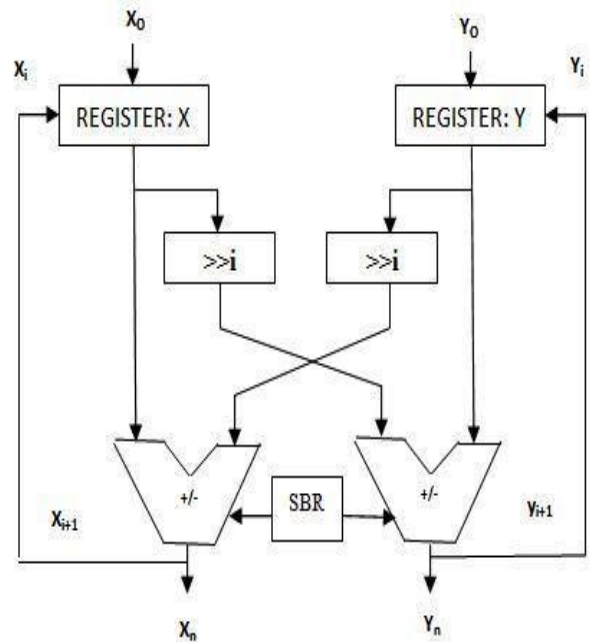 X0
Y0
Xi
Yi
REGISTER: X
REGISTER: Y
>>i
>>i
+/-
SBR
+/-
Xi+1
yi+1
Xn
Yn